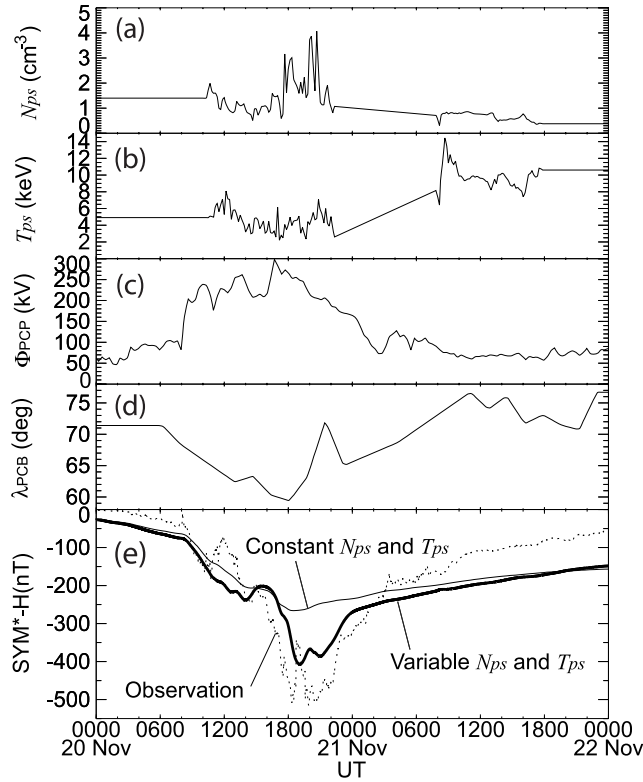 (a)
5
4
3
2
1
0
Nps (cm-3)
(b)
14
12
10
8
6
4
2
Tps (keV)
(c)
300
250
200
150
100
50
0
ΦPCP (kV)
(d)
75
70
65
60
λPCB (deg)
(e)
0
-100
-200
-300
-400
-500
SYM*-H(nT)
Constant Nps and Tps
Variable Nps and Tps
Observation
0000 0600 1200 1800 0000 0600 1200 1800 2400
20 Nov 21 Nov 22 Nov
UT